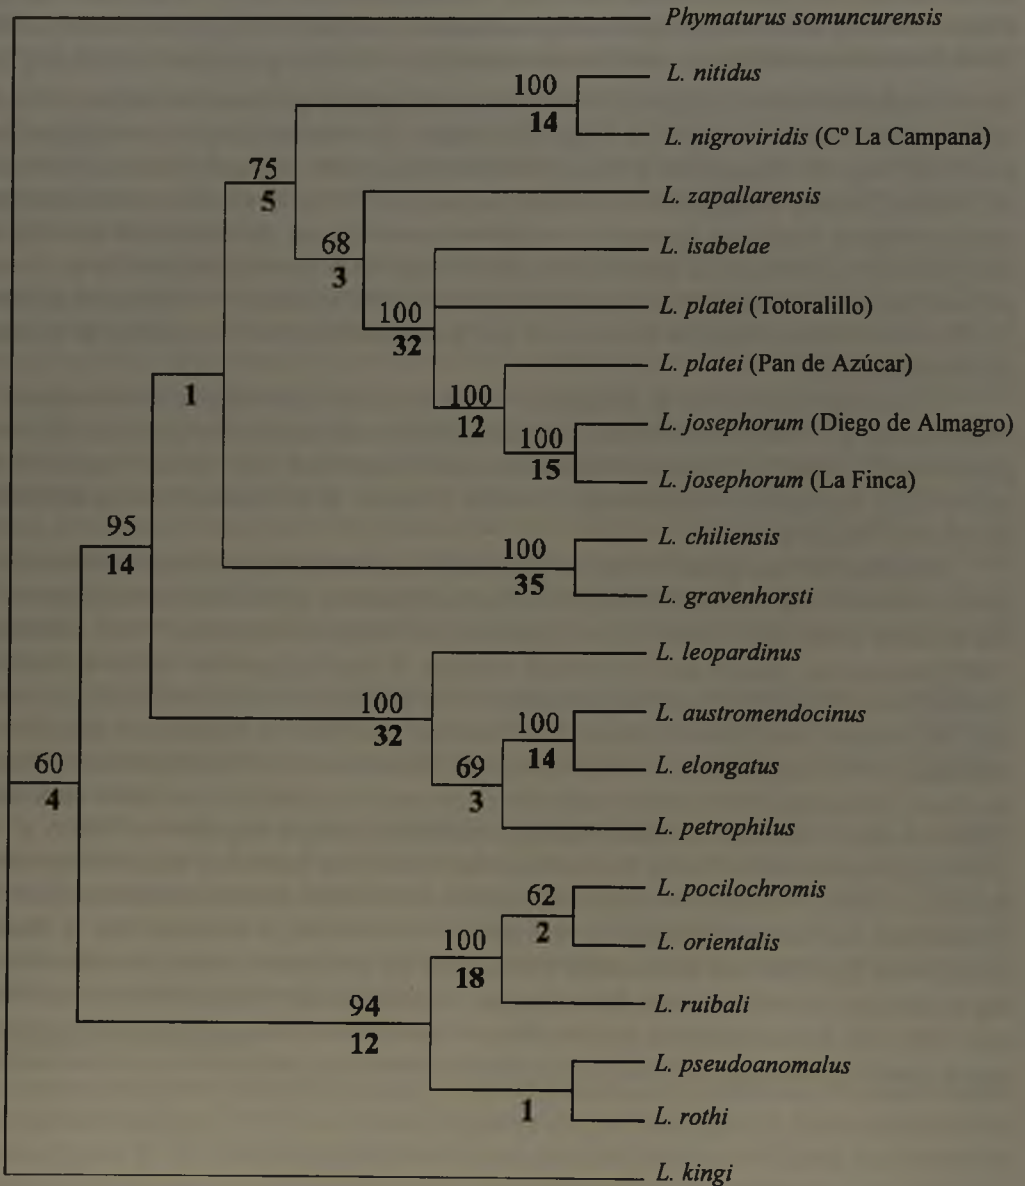 Phymaturus somuncurensis
L. nitidus
100
14
L. nigroviridis (Cº La Campana)
75
5
L. zapallarensis
68
3
L. isabelae
100
32
L. platei (Totoralillo)
L. platei (Pan de Azúcar)
100
12
L. josephorum (Diego de Almagro)
100
15
L. josephorum (La Finca)
1
95
14
L. chiliensis
100
35
L. gravenhorsti
L. leopardinus
100
32
L. austromendocinus
100
14
L. elongatus
69
3
L. petrophilus
60
4
L. pocilochromis
62
2
L. orientalis
100
18
L. ruibali
94
12
L. pseudoanomalus
1
L. rothi
L. kingi